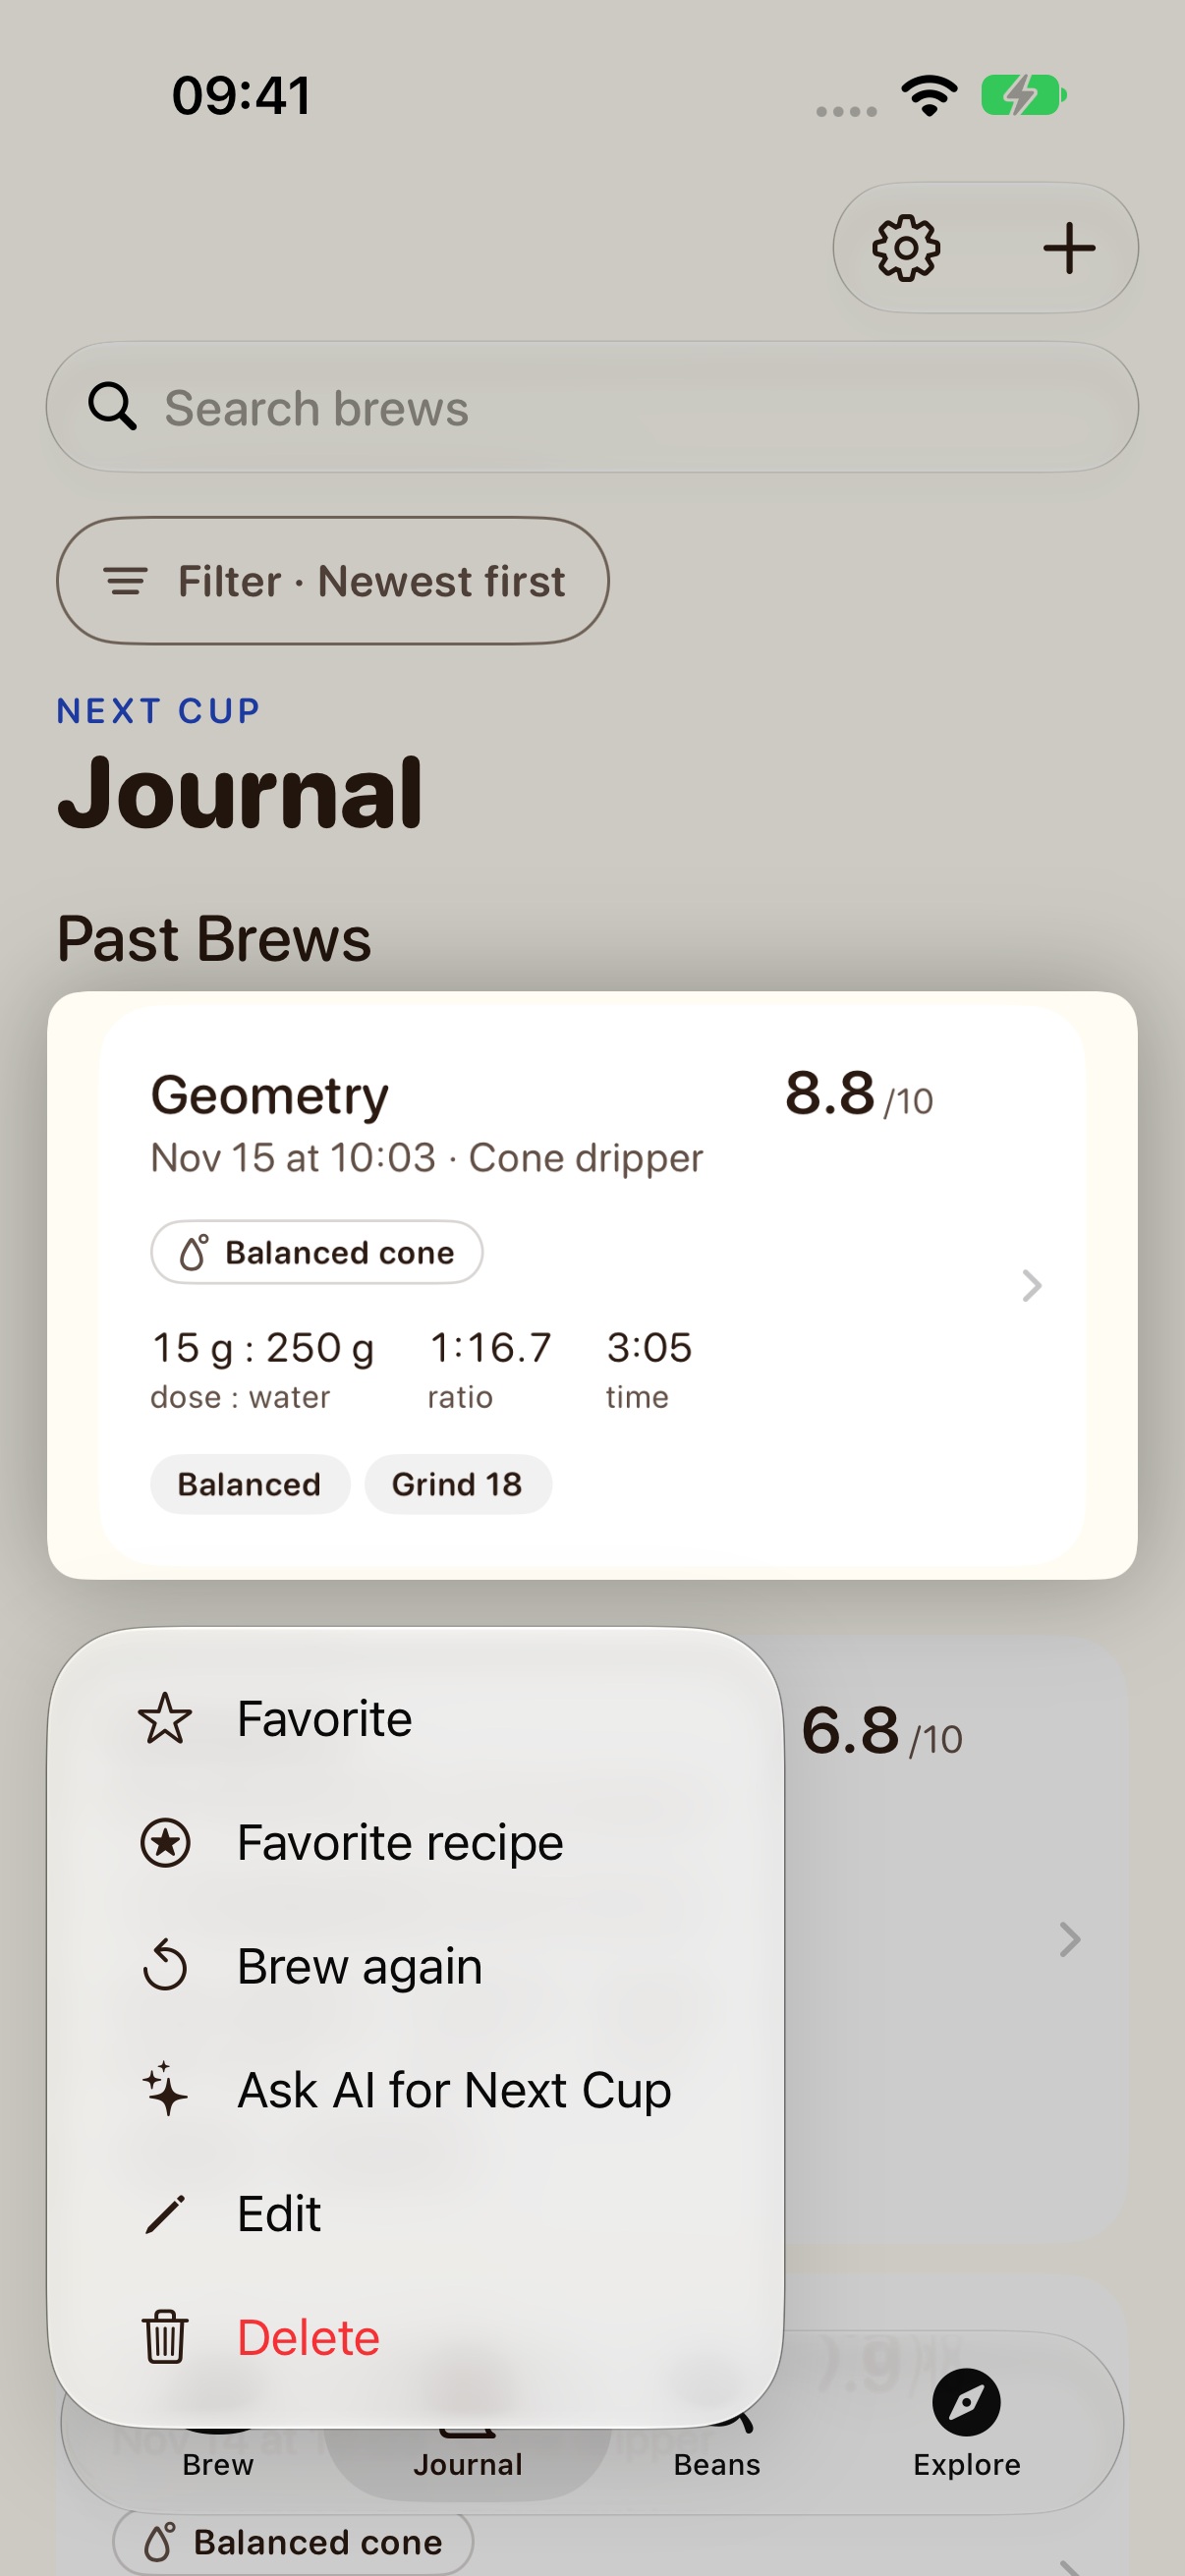 09:41
Search brews
Filter · Newest first
NEXT CUP
Journal
Past Brews
Geometry
8.8 /10
Nov 15 at 10:03 · Cone dripper
Balanced cone
15 g : 250 g 1:16.7 3:05
dose : water ratio time
Balanced Grind 18
Favorite
6.8 /10
Favorite recipe
Brew again
Ask AI for Next Cup
Edit
Delete
Brew Journal Beans Explore
Balanced cone